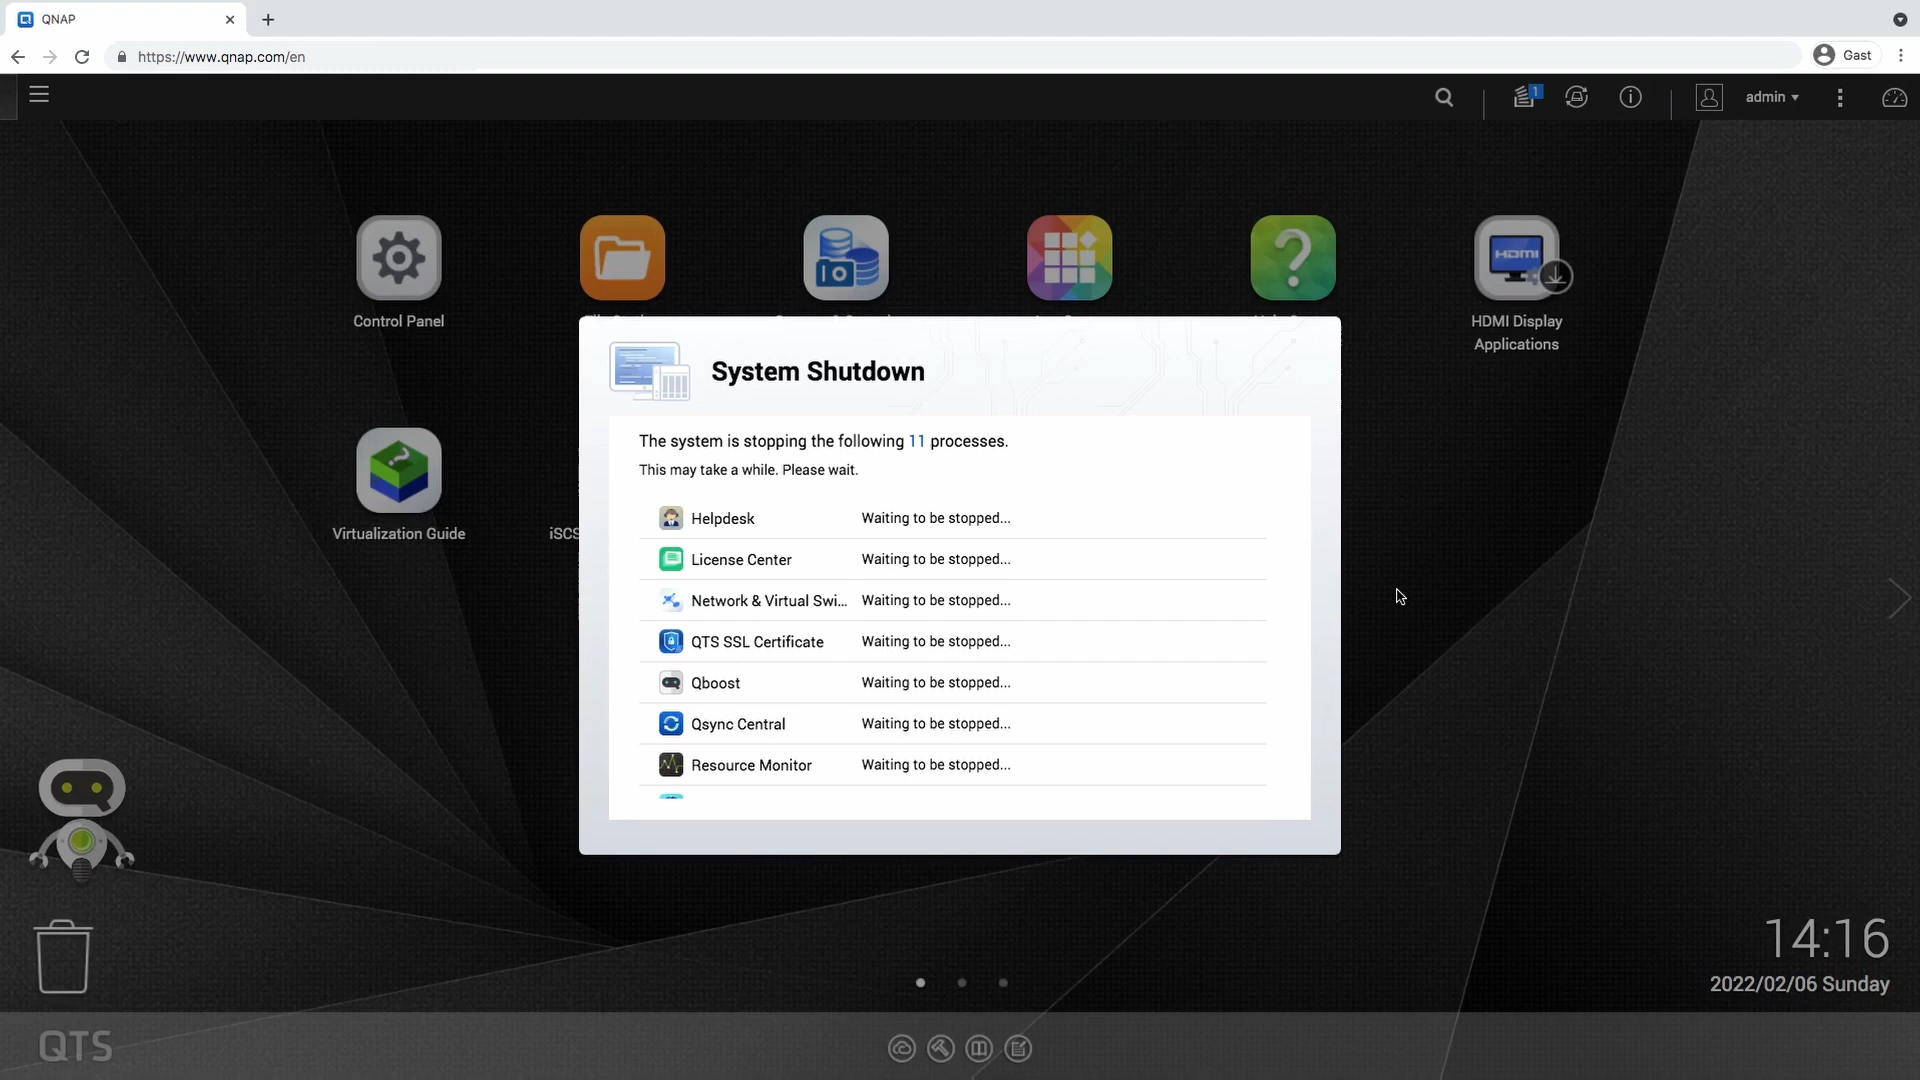 QNAP
https://www.qnap.com/en
Gast
1
admin
Control Panel
HDMI
HDMI Display
Applications
Virtualization Guide
iSCS
System Shutdown
The system is stopping the following 11 processes.
This may take a while. Please wait.
Helpdesk Waiting to be stopped...
License Center Waiting to be stopped...
Network & Virtual Swi... Waiting to be stopped...
QTS SSL Certificate Waiting to be stopped...
Qboost Waiting to be stopped...
Qsync Central Waiting to be stopped...
Resource Monitor Waiting to be stopped...
14:16
2022/02/06 Sunday
QTS